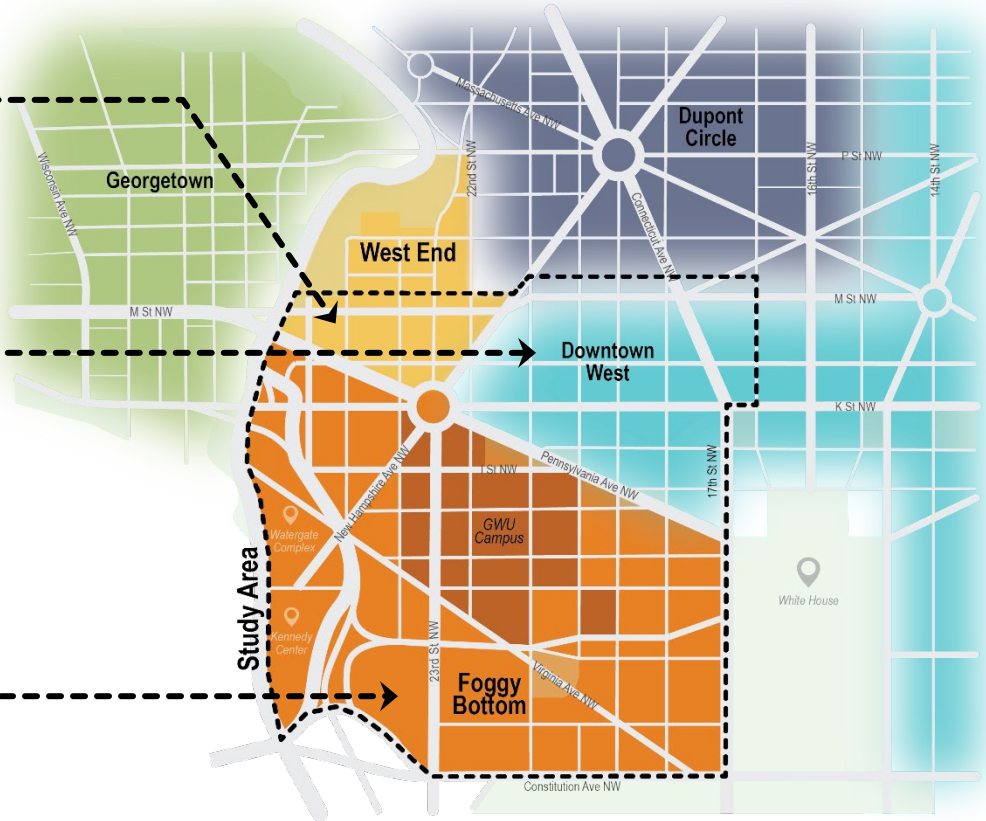 Massachusetts Ave NW
Dupont
Circle
Georgetown
Wisconsin Ave NW
22nd St NW
16th St NW
P St NW
14th St NW
West End
Connecticut Ave NW
M St NW
M St NW
Downtown
West
K St NW
New Hampshire Ave NW
I St NW
Pennsylvania Ave NW
17th St NW
GWU
Campus
Watergate
Complex
Study Area
White House
Kennedy
Center
23rd St NW
Foggy
Bottom
Virginia Ave NW
Constitution Ave NW